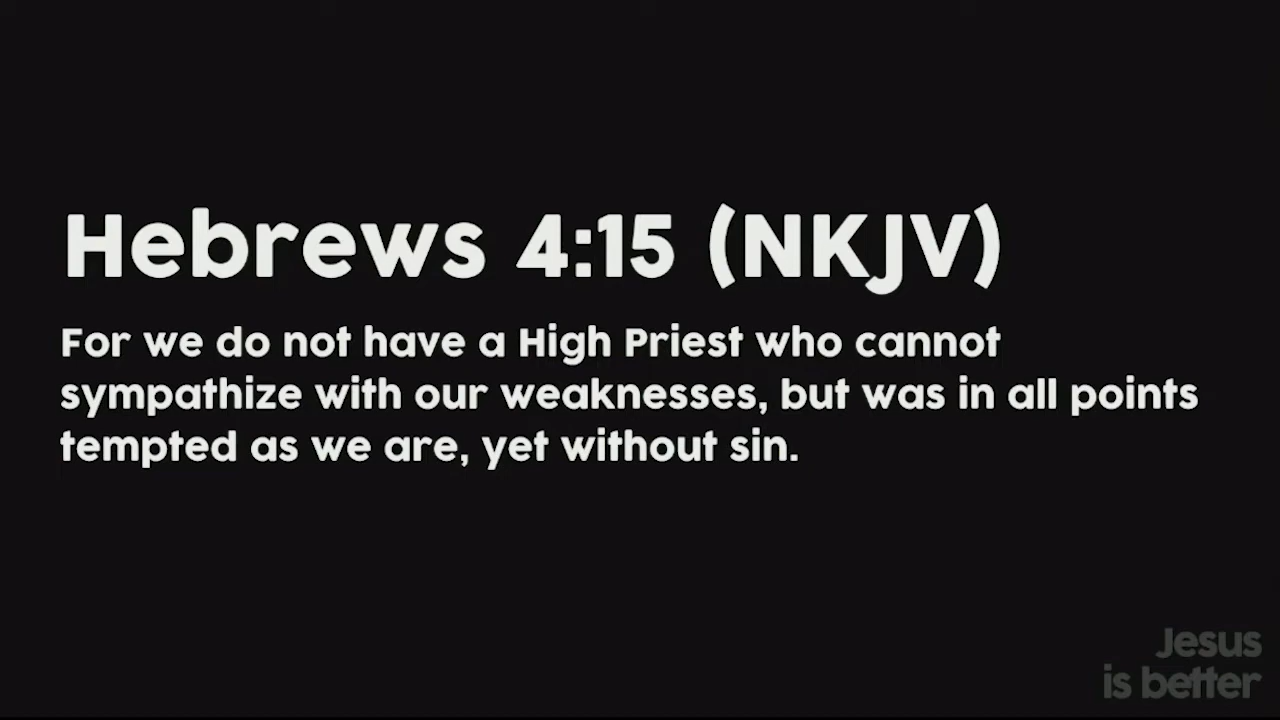 Hebrews 4:15 (NKJV)
For we do not have a High Priest who cannot
sympathize with our weaknesses, but was in all points
tempted as we are, yet without sin.
Jesus
is better